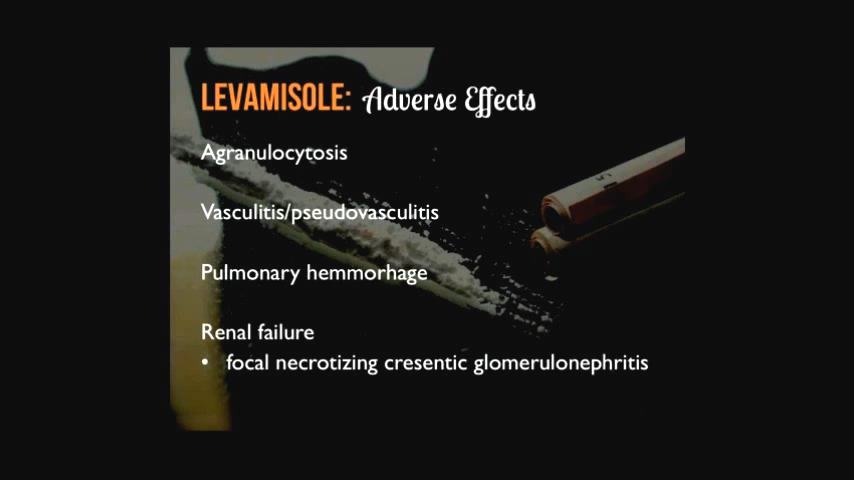 LEVAMISOLE: Adverse Effects
Agranulocytosis
Vasculitis/pseudovasculitis
Pulmonary hemmorhage
Renal failure
• focal necrotizing cresentic glomerulonephritis